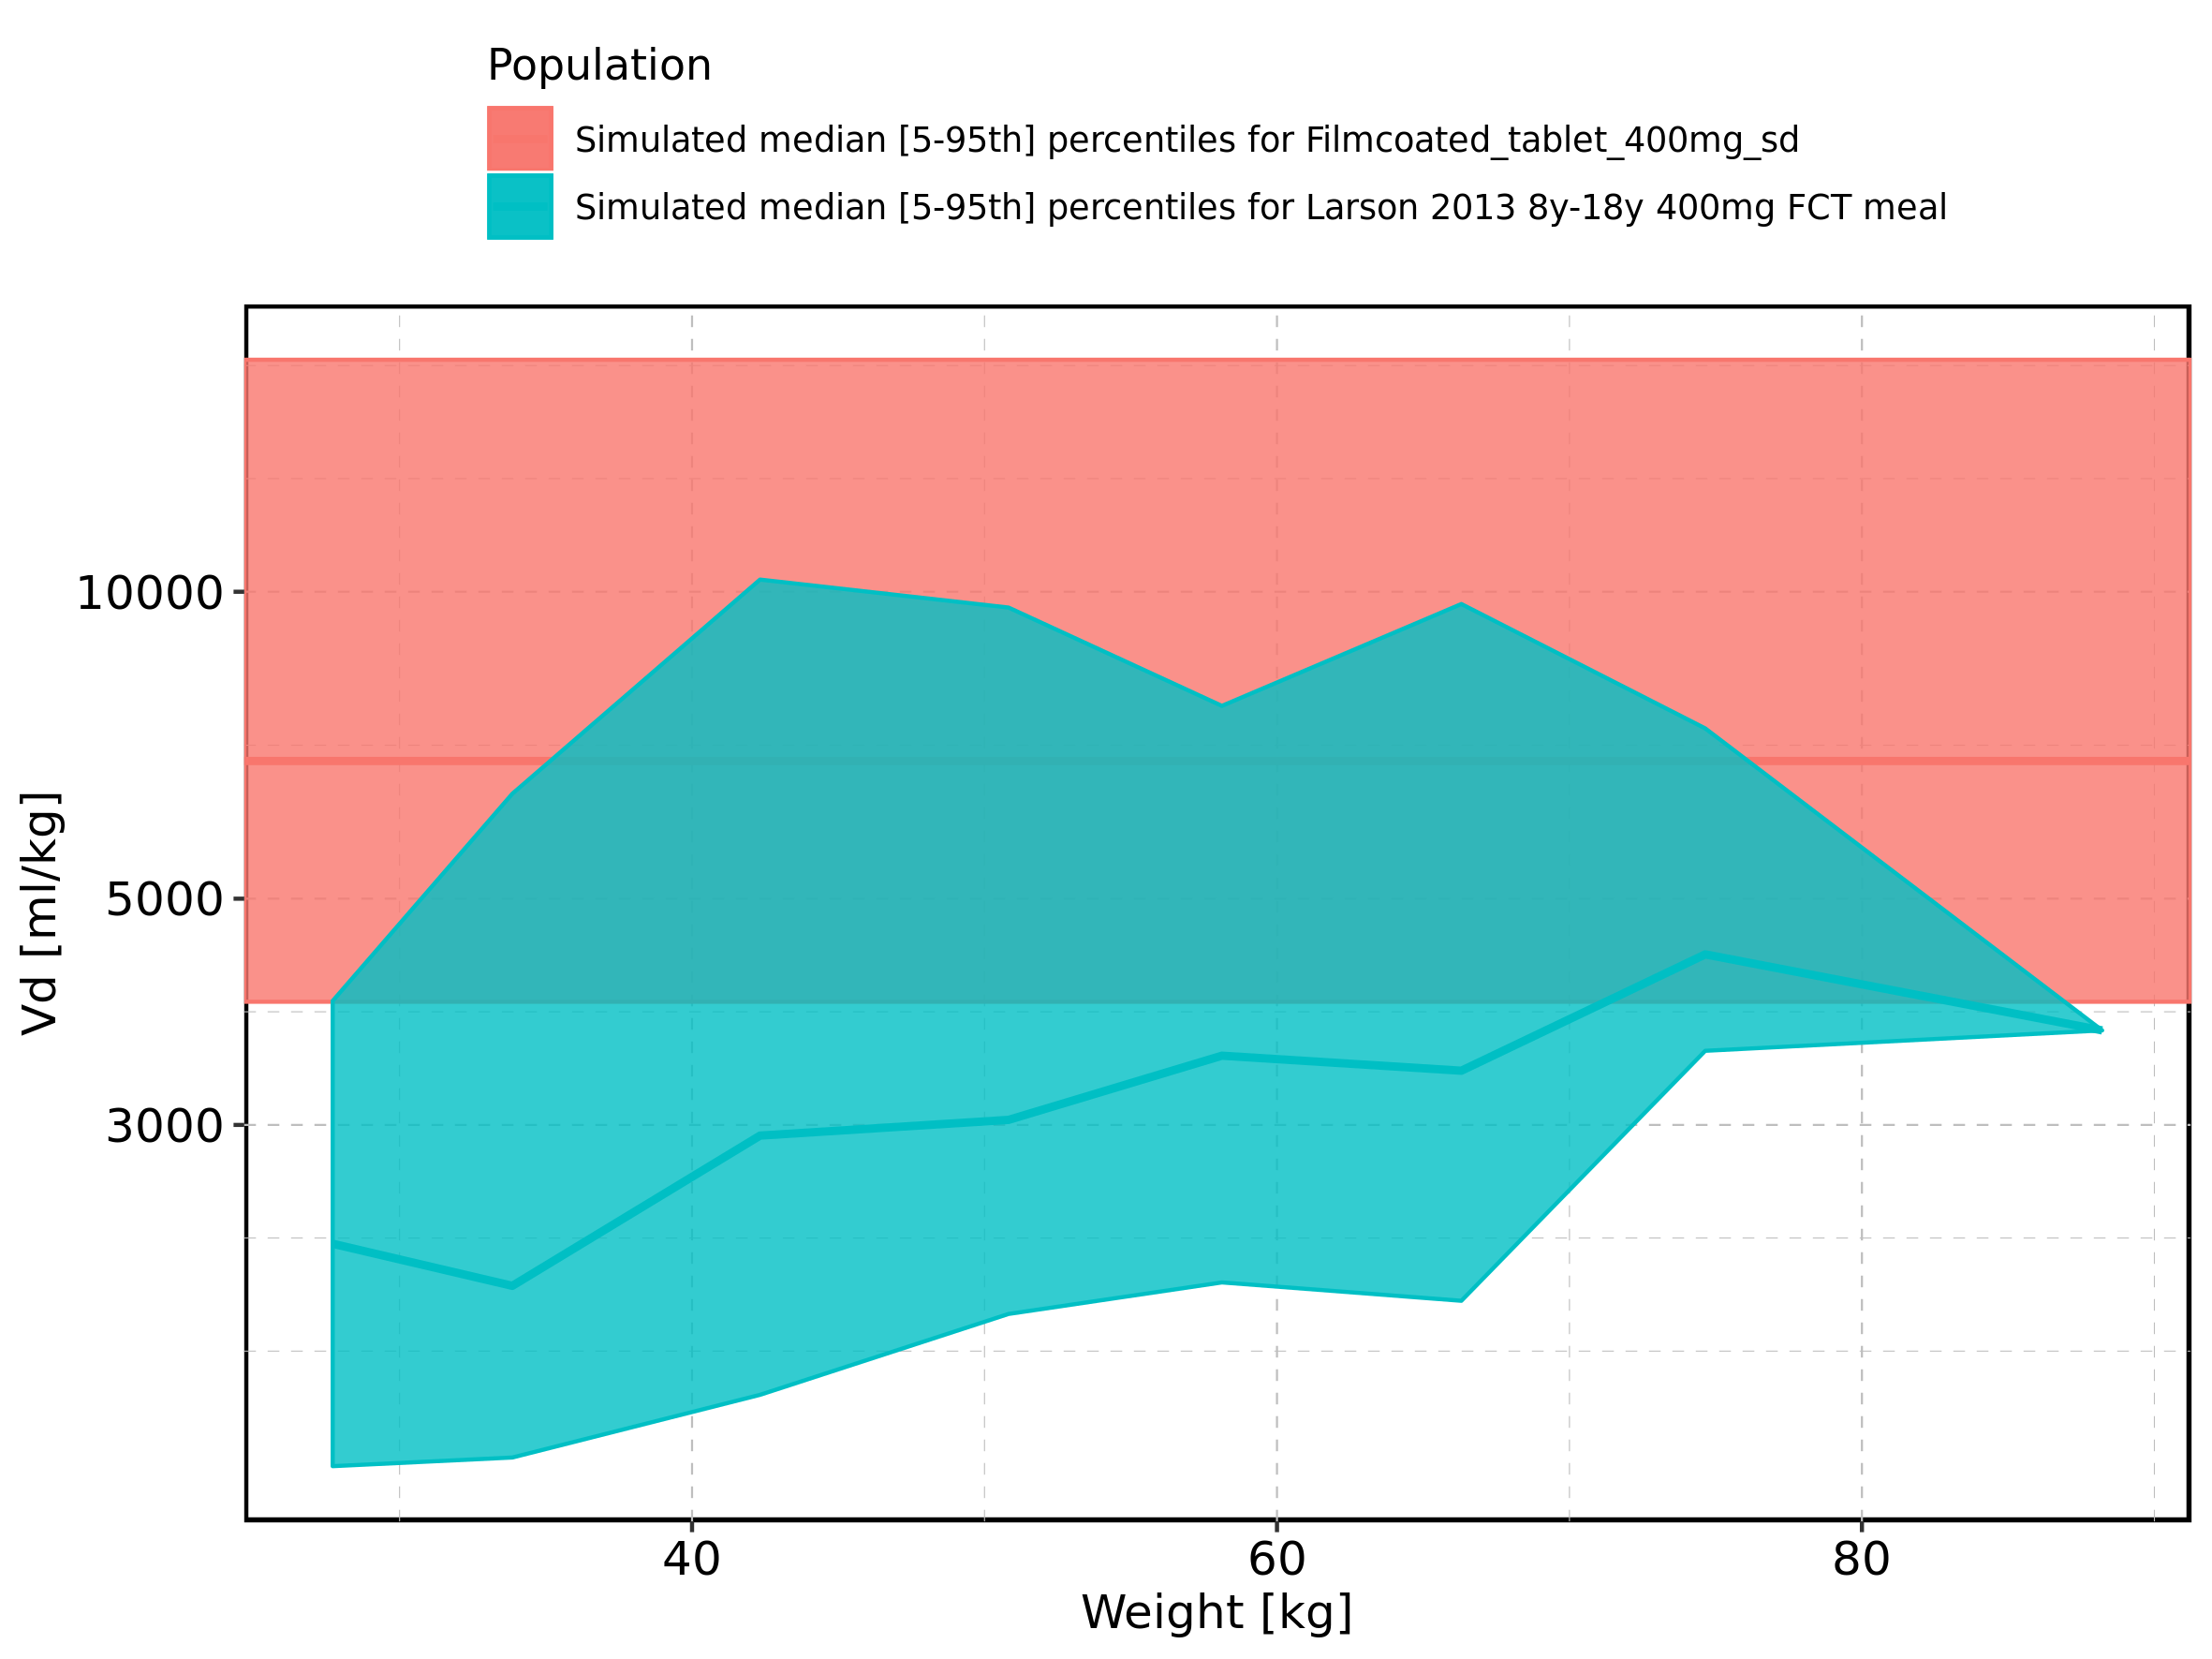 Population
Simulated median [5-95th] percentiles for Filmcoated_tablet_400mg_sd
Simulated median [5-95th] percentiles for Larson 2013 8y-18y 400mg FCT meal
10000
5000
3000
Vd [ml/kg]
40
60
80
Weight [kg]